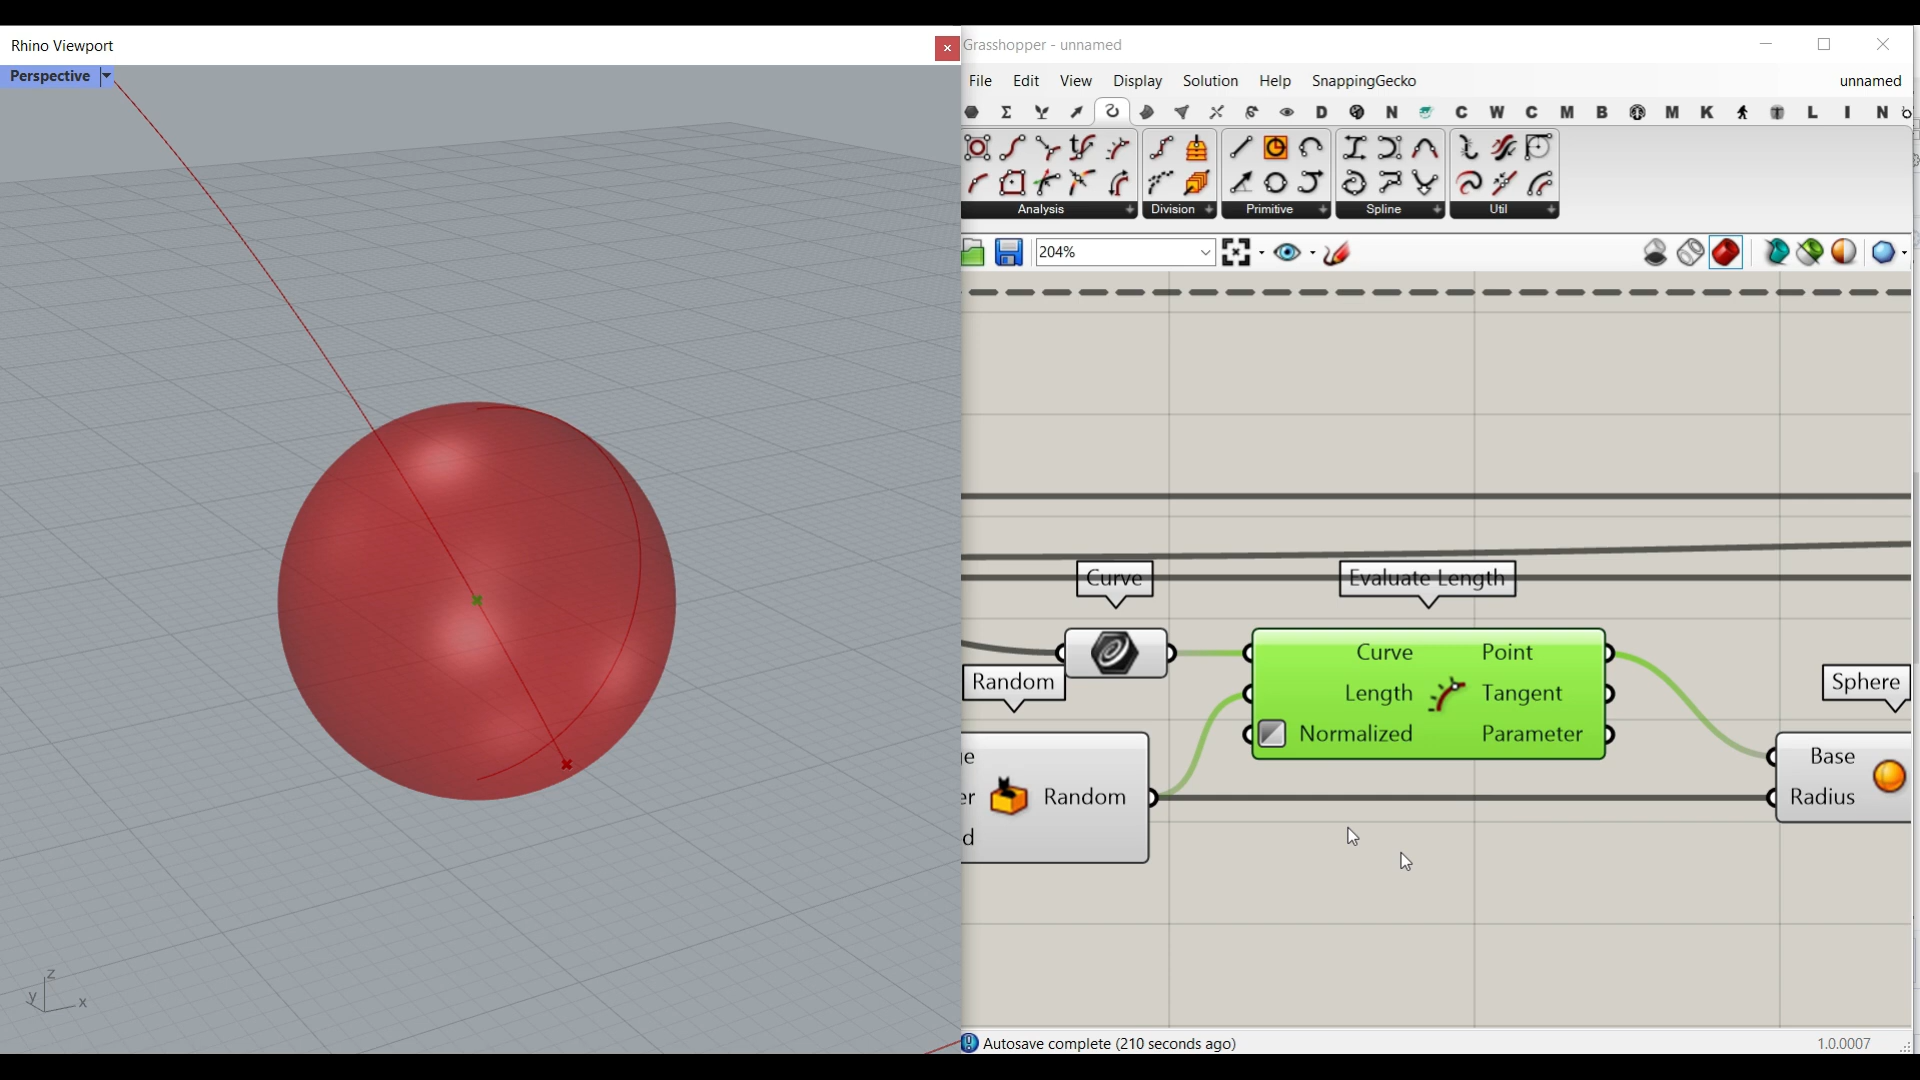 Rhino Viewport
Perspective
z
y
x
Grasshopper - unnamed
File Edit View Display Solution Help SnappingGecko unnamed
D N C W C M B M K L I N
Analysis Division Primitive Spline Util
204%
Curve
Evaluate Length
Random
Sphere
Curve Point
Length Tangent
Normalized Parameter
e
er Random
d
Base
Radius
Autosave complete (210 seconds ago)
1.0.0007